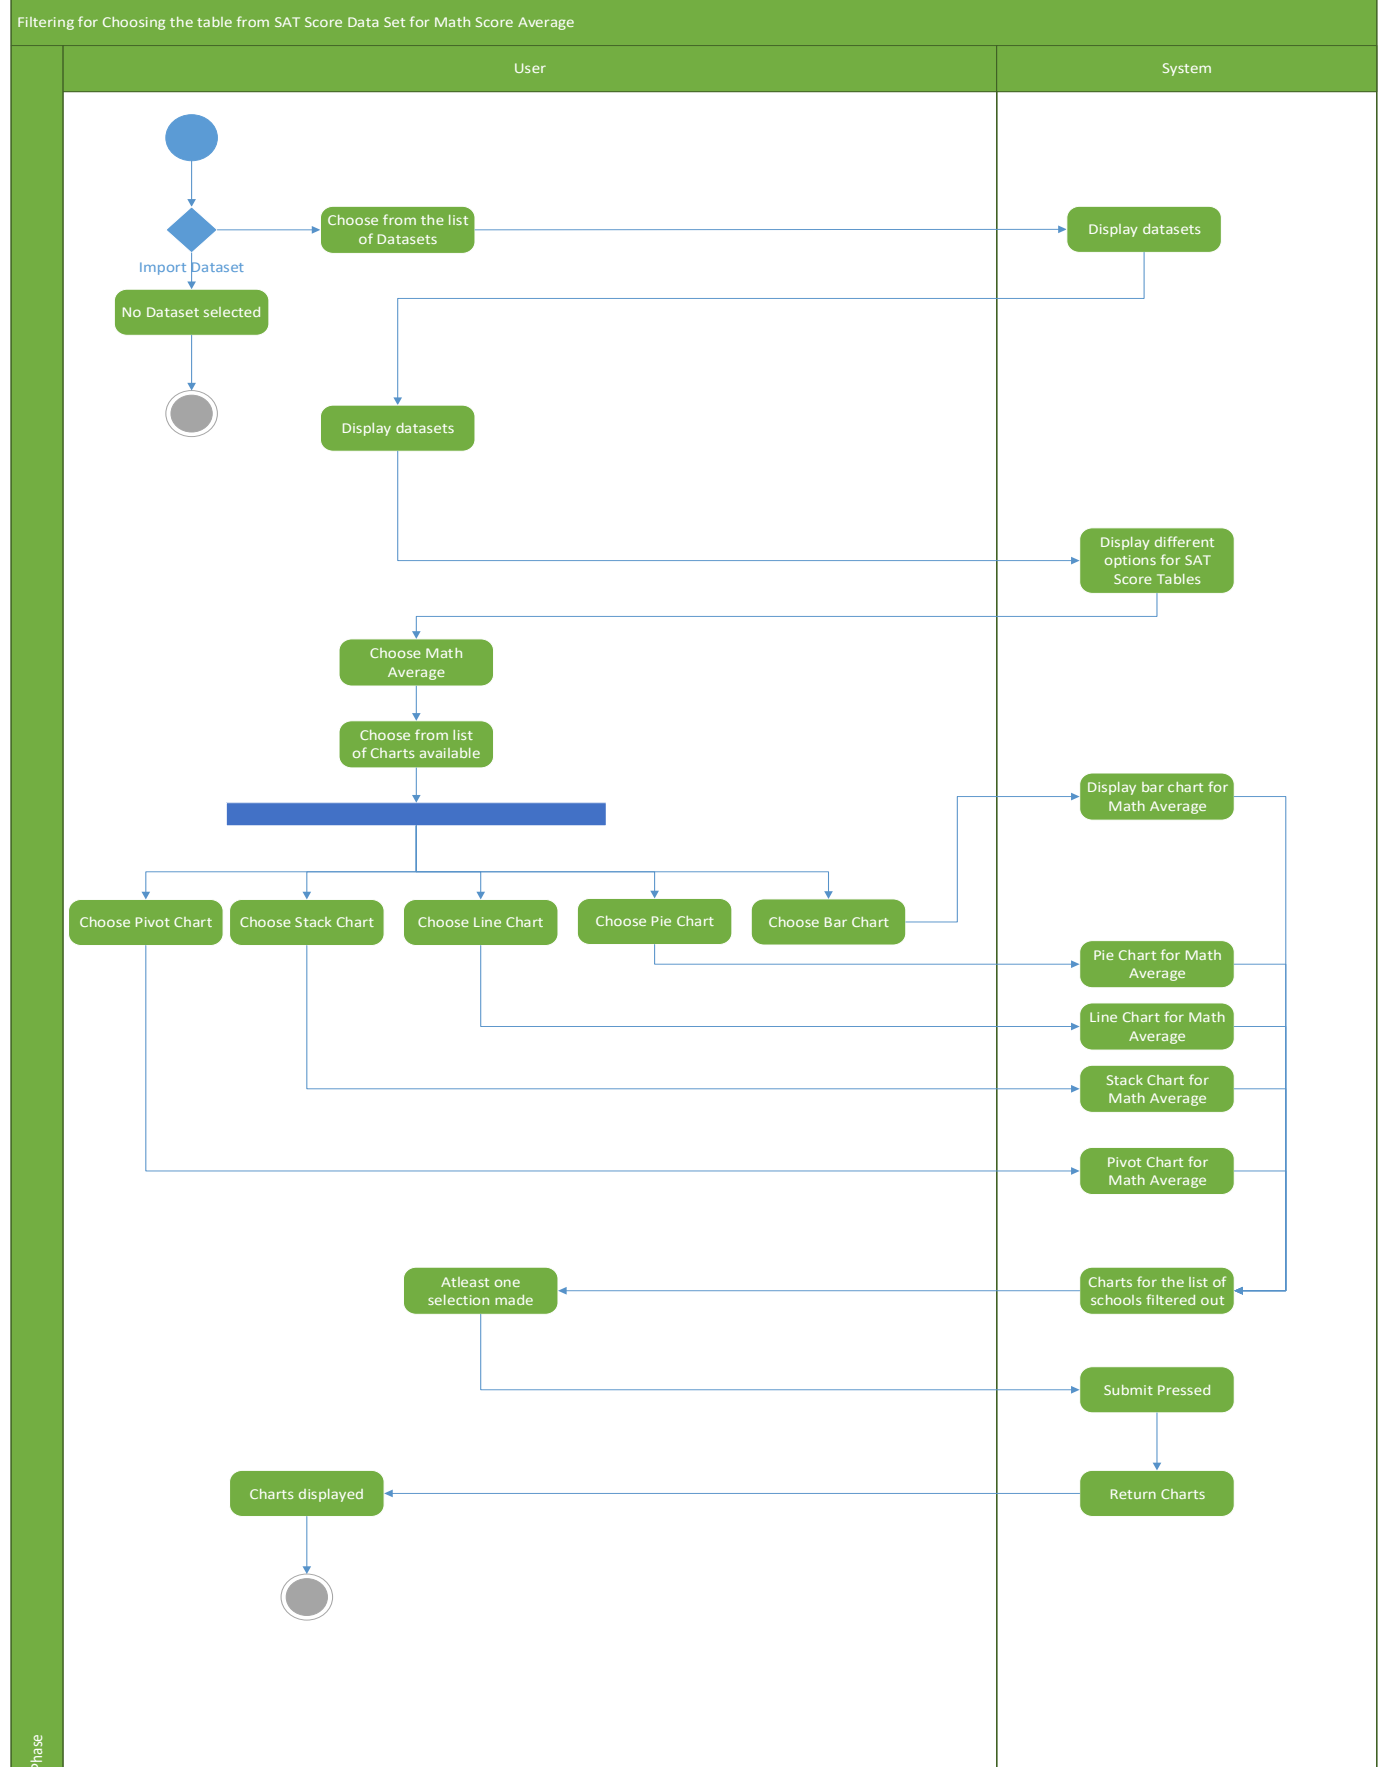 Filtering for Choosing the table from SAT Score Data Set for Math Score Average
User
System
Choose from the list
of Datasets
Display datasets
Import Dataset
No Dataset selected
Display datasets
Display different
options for SAT
Score Tables
Choose Math
Average
Choose from list
of Charts available
Display bar chart for
Math Average
Choose Pivot Chart
Choose Stack Chart
Choose Line Chart
Choose Pie Chart
Choose Bar Chart
Pie Chart for Math
Average
Line Chart for Math
Average
Stack Chart for
Math Average
Pivot Chart for
Math Average
Atleast one
selection made
Charts for the list of
schools filtered out
Submit Pressed
Charts displayed
Return Charts
Phase